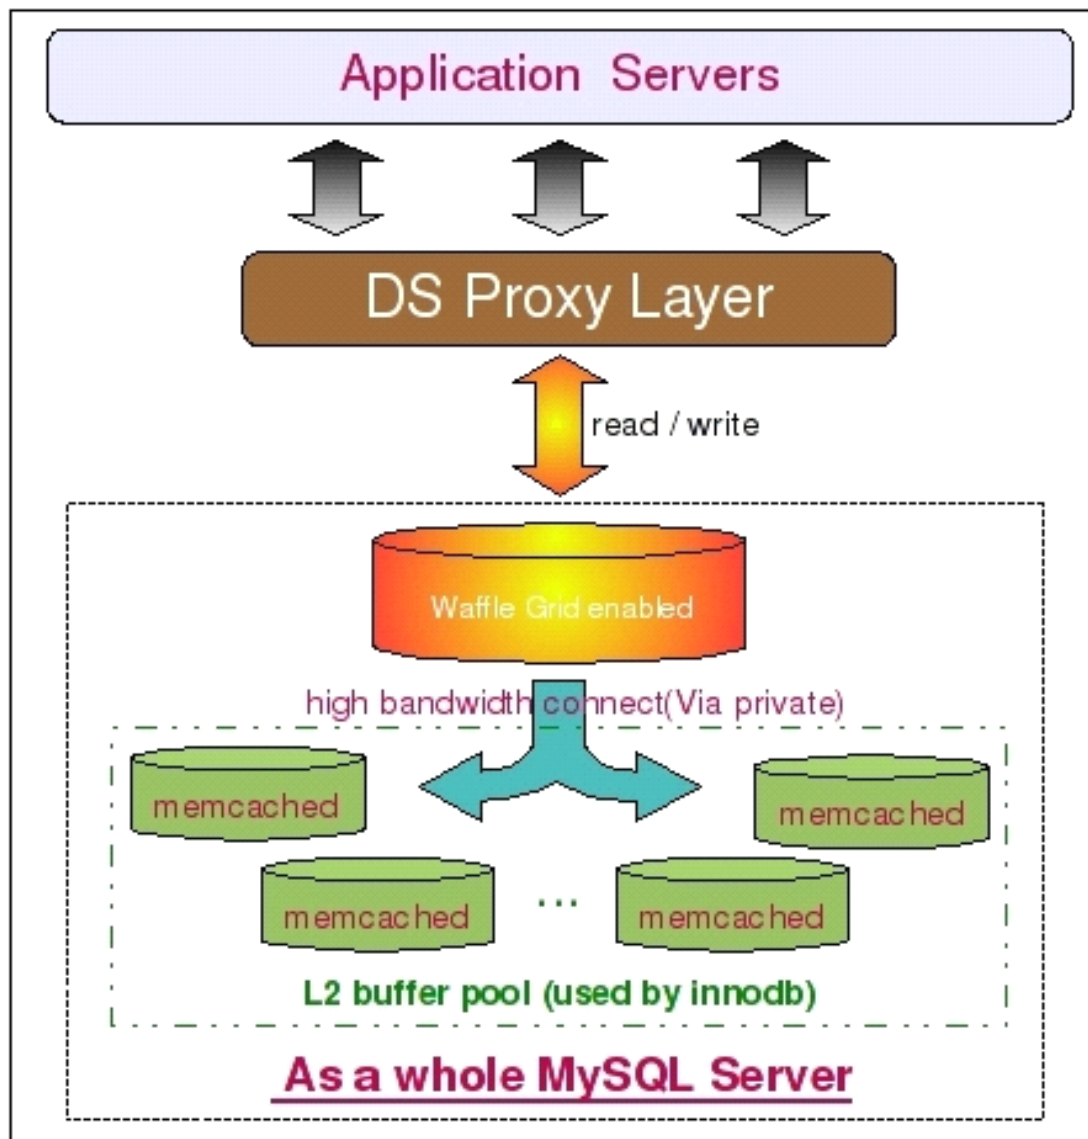 Application Servers
DS Proxy Layer
read / write
Waffle Grid enabled
high bandwidth connect(Via private)
memcached
memcached
memcached
...
memcached
L2 buffer pool (used by innodb)
As a whole MySQL Server